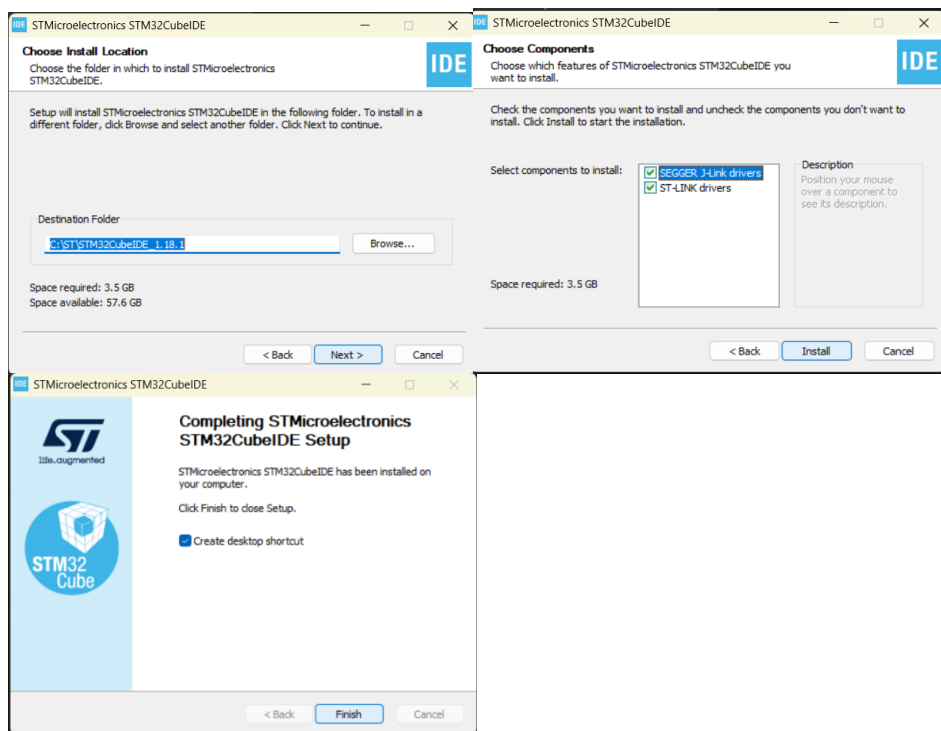 IDE STMicroelectronics STM32CubeIDE
Choose Install Location
Choose the folder in which to install STMicroelectronics
STM32CubeIDE.
IDE
Setup will install STMicroelectronics STM32CubeIDE in the following folder. To install in a
different folder, click Browse and select another folder. Click Next to continue.
Destination Folder
C:\ST\STM32CubeIDE_1.18.1
Browse...
Space required: 3.5 GB
Space available: 57.6 GB
< Back
Next >
Cancel
IDE STMicroelectronics STM32CubeIDE
Choose Components
Choose which features of STMicroelectronics STM32CubeIDE you
want to install.
IDE
Check the components you want to install and uncheck the components you don't want to
install. Click Install to start the installation.
Select components to install:
SEGGER J-Link drivers
ST-LINK drivers
Description
Position your mouse
over a component to
see its description.
Space required: 3.5 GB
< Back
Install
Cancel
IDE STMicroelectronics STM32CubeIDE
ST
life.augmented
STM32
Cube
Completing STMicroelectronics
STM32CubeIDE Setup
STMicroelectronics STM32CubeIDE has been installed on
your computer.
Click Finish to close Setup.
Create desktop shortcut
< Back
Finish
Cancel